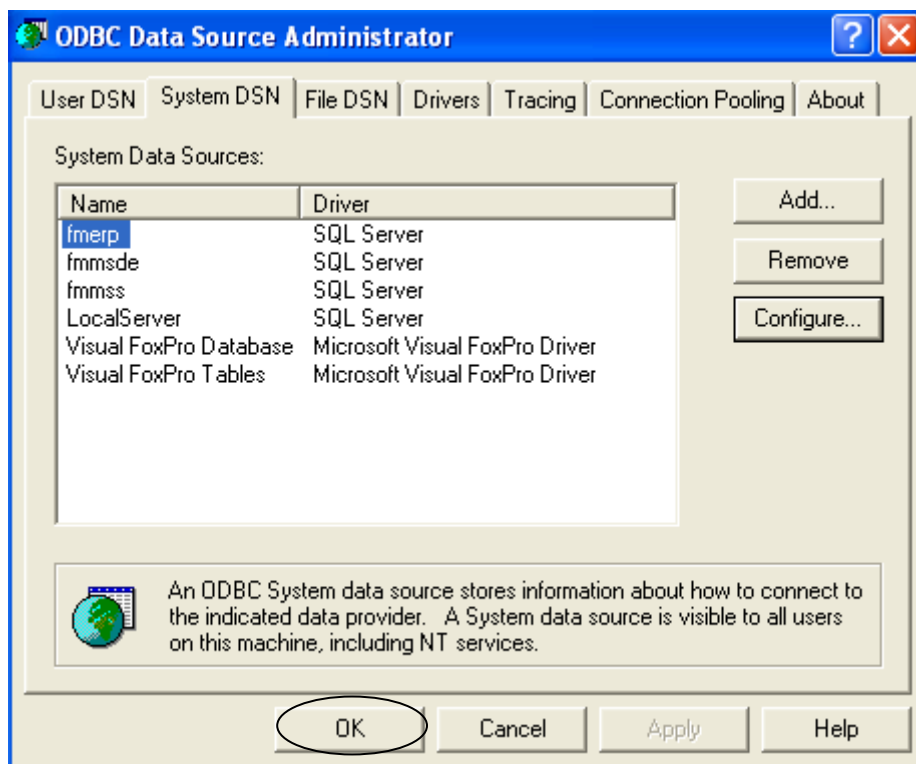 ODBC Data Source Administrator
User DSN System DSN File DSN Drivers Tracing Connection Pooling About
System Data Sources:
Name Driver
fmerp SQL Server
fmmsde SQL Server
fmmss SQL Server
LocalServer SQL Server
Visual FoxPro Database Microsoft Visual FoxPro Driver
Visual FoxPro Tables Microsoft Visual FoxPro Driver
Add...
Remove
Configure...
An ODBC System data source stores information about how to connect to
the indicated data provider. A System data source is visible to all users
on this machine, including NT services.
OK Cancel Apply Help